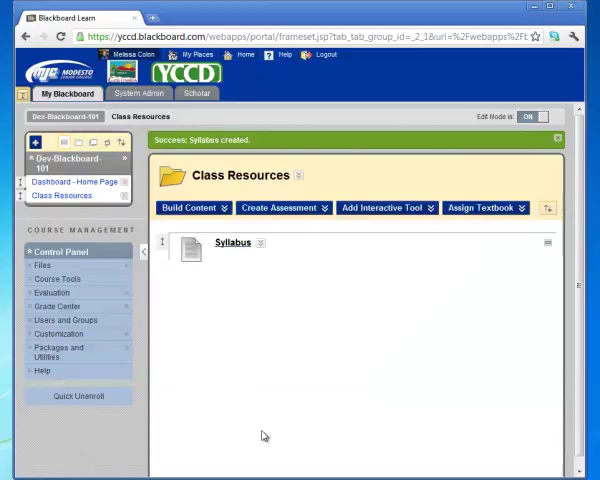 Blackboard Learn
https://yccd.blackboard.com/webapps/portal/frameset.jsp?tab_tab_group_id=_2_1&url=%2Fwebapps%2Fb
Melissa Colon My Places Home Help Logout
mjc MODESTO JUNIOR COLLEGE YCCD
My Blackboard System Admin Scholar
Dev-Blackboard-101 Class Resources Edit Mode is: ON
Success: Syllabus created.
Dev-Blackboard-
101
Dashboard - Home Page
Class Resources
Class Resources
Build Content Create Assessment Add Interactive Tool Assign Textbook
Syllabus
COURSE MANAGEMENT
Control Panel
Files
Course Tools
Evaluation
Grade Center
Users and Groups
Customization
Packages and
Utilities
Help
Quick Unenroll